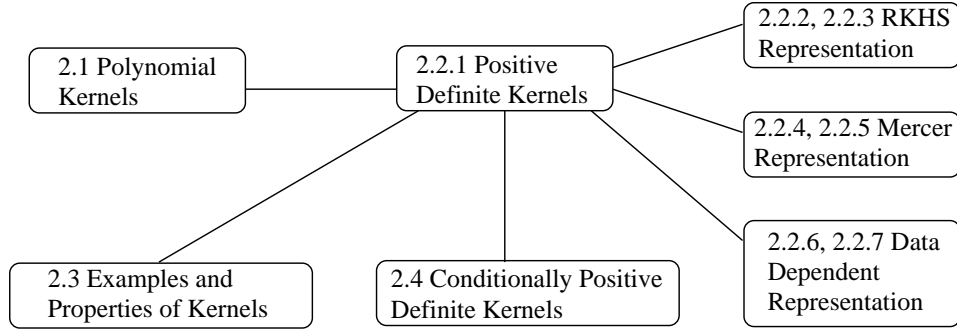 2.1 Polynomial
Kernels
2.2.1 Positive
Definite Kernels
2.2.2, 2.2.3 RKHS
Representation
2.2.4, 2.2.5 Mercer
Representation
2.2.6, 2.2.7 Data
Dependent
Representation
2.3 Examples and
Properties of Kernels
2.4 Conditionally Positive
Definite Kernels